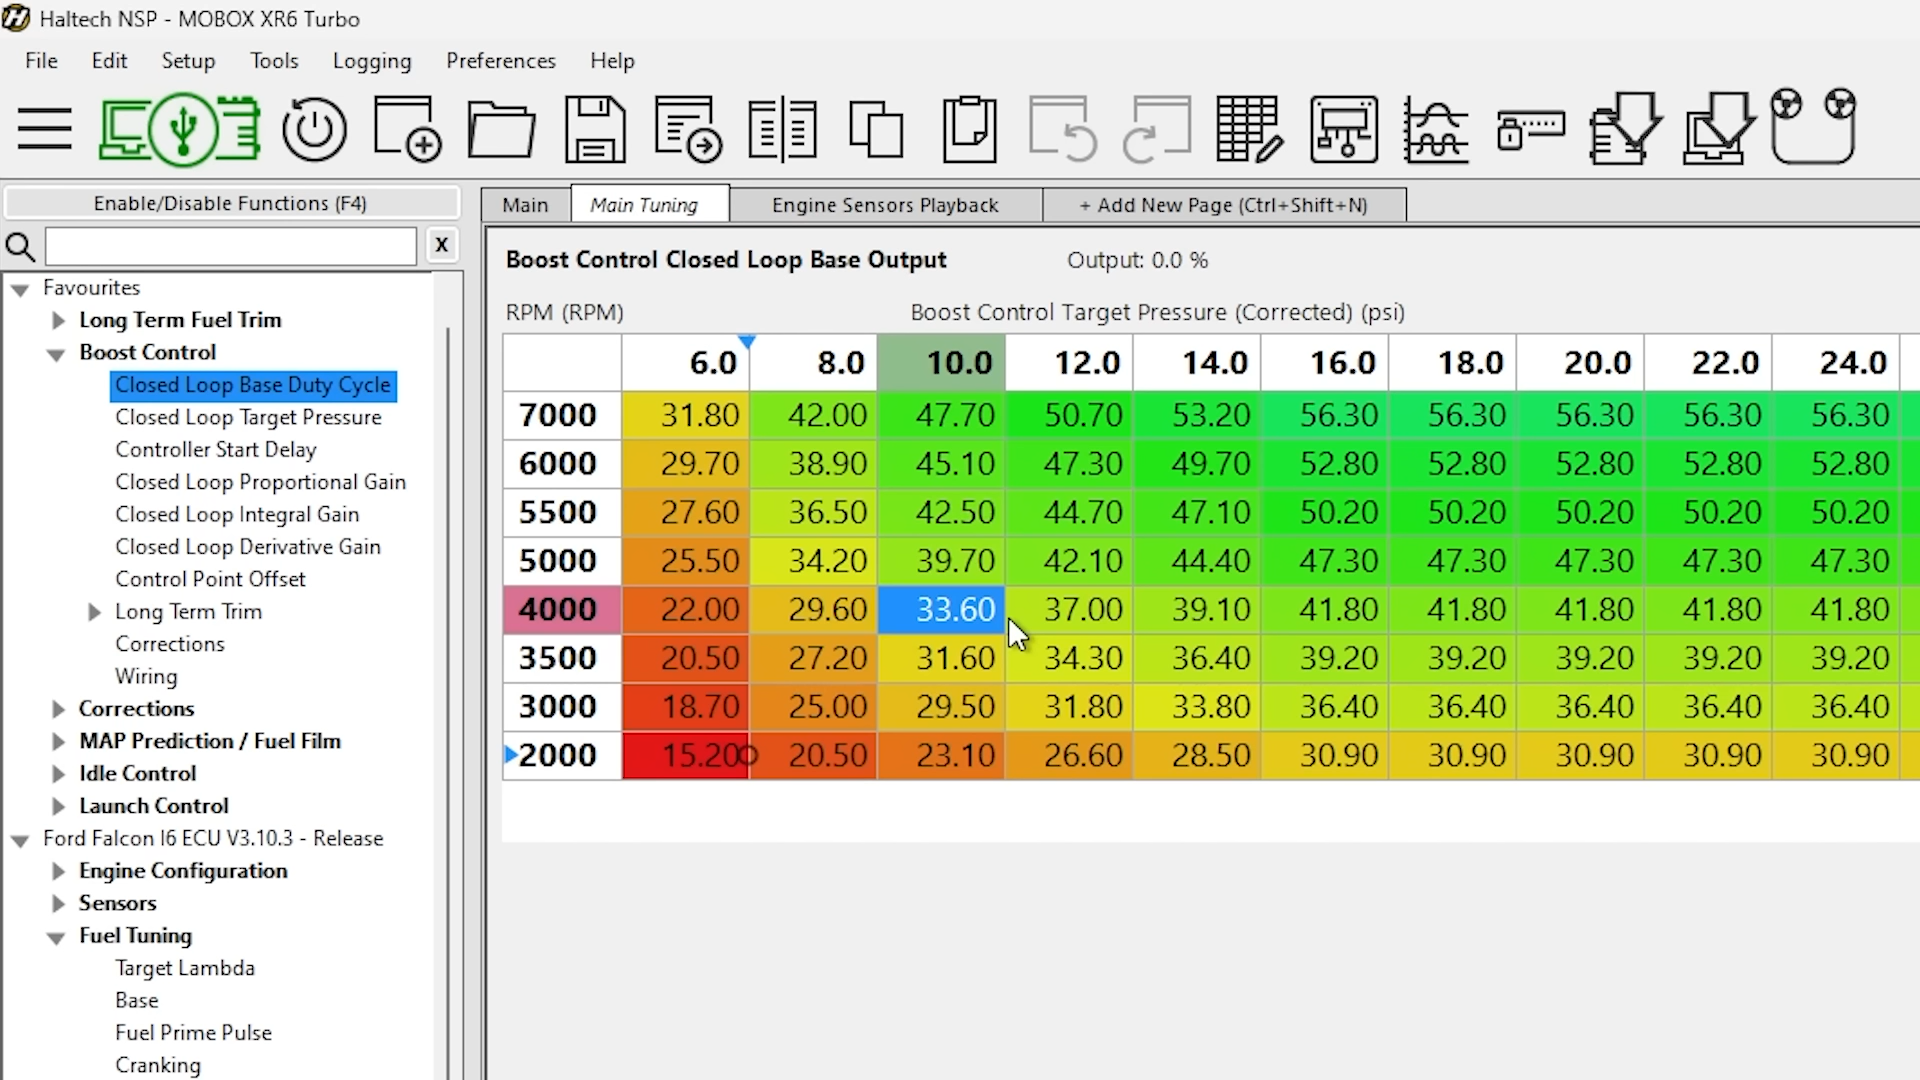 Haltech NSP - MOBOX XR6 Turbo
File Edit Setup Tools Logging Preferences Help
Enable/Disable Functions (F4)
X
Favourites
Long Term Fuel Trim
Boost Control
Closed Loop Base Duty Cycle
Closed Loop Target Pressure
Controller Start Delay
Closed Loop Proportional Gain
Closed Loop Integral Gain
Closed Loop Derivative Gain
Control Point Offset
Long Term Trim
Corrections
Wiring
Corrections
MAP Prediction / Fuel Film
Idle Control
Launch Control
Ford Falcon I6 ECU V3.10.3 - Release
Engine Configuration
Sensors
Fuel Tuning
Target Lambda
Base
Fuel Prime Pulse
Cranking
Main Main Tuning Engine Sensors Playback + Add New Page (Ctrl+Shift+N)
Boost Control Closed Loop Base Output Output: 0.0 %
RPM (RPM) Boost Control Target Pressure (Corrected) (psi)
6.0 8.0 10.0 12.0 14.0 16.0 18.0 20.0 22.0 24.0
7000 31.80 42.00 47.70 50.70 53.20 56.30 56.30 56.30 56.30 56.30
6000 29.70 38.90 45.10 47.30 49.70 52.80 52.80 52.80 52.80 52.80
5500 27.60 36.50 42.50 44.70 47.10 50.20 50.20 50.20 50.20 50.20
5000 25.50 34.20 39.70 42.10 44.40 47.30 47.30 47.30 47.30 47.30
4000 22.00 29.60 33.60 37.00 39.10 41.80 41.80 41.80 41.80 41.80
3500 20.50 27.20 31.60 34.30 36.40 39.20 39.20 39.20 39.20 39.20
3000 18.70 25.00 29.50 31.80 33.80 36.40 36.40 36.40 36.40 36.40
2000 15.20 20.50 23.10 26.60 28.50 30.90 30.90 30.90 30.90 30.90